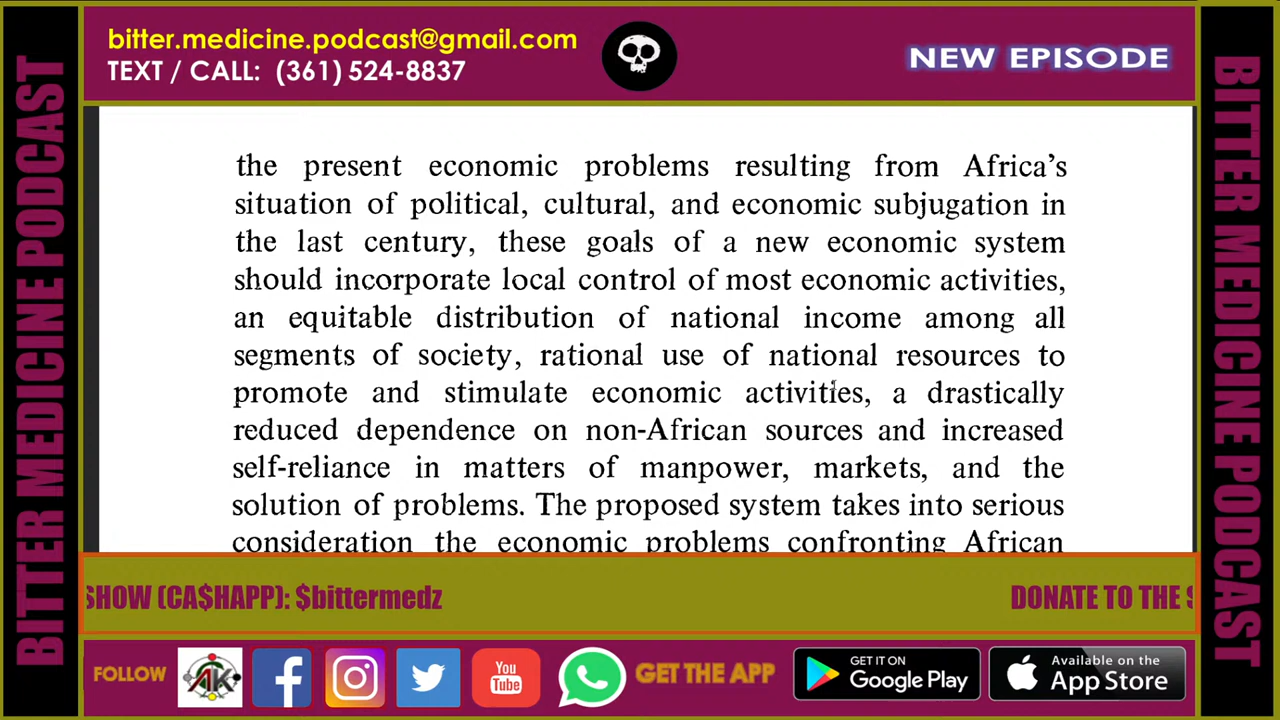 bitter.medicine.podcast@gmail.com
TEXT / CALL: (361) 524-8837
NEW EPISODE
BITTER MEDICINE PODCAST
the present economic problems resulting from Africa's
situation of political, cultural, and economic subjugation in
the last century, these goals of a new economic system
should incorporate local control of most economic activities,
an equitable distribution of national income among all
segments of society, rational use of national resources to
promote and stimulate economic activities, a drastically
reduced dependence on non-African sources and increased
self-reliance in matters of manpower, markets, and the
solution of problems. The proposed system takes into serious
consideration the economic problems confronting African
BITTER MEDICINE PODCAST
SHOW (CA$HAPP): $bittermedz
DONATE TO THE S
FOLLOW
ATK
You
Tube
GET THE APP
GET IT ON
Google Play
Available on the
App Store